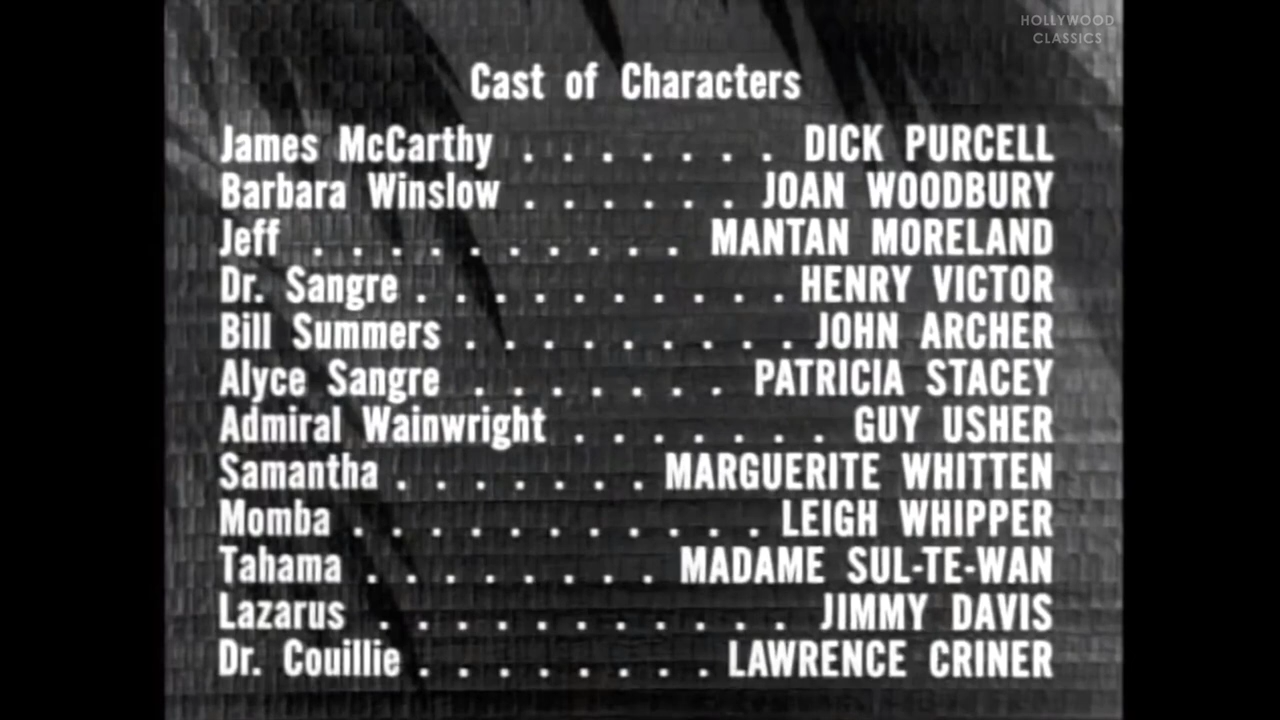 HOLLYWOOD
CLASSICS
Cast of Characters
James McCarthy . . . . . . . DICK PURCELL
Barbara Winslow . . . . . . JOAN WOODBURY
Jeff . . . . . . . . . . MANTAN MORELAND
Dr. Sangre . . . . . . . . . . HENRY VICTOR
Bill Summers . . . . . . . . . JOHN ARCHER
Alyce Sangre . . . . . . . PATRICIA STACEY
Admiral Wainwright . . . . . . . GUY USHER
Samantha . . . . . . . MARGUERITE WHITTEN
Momba . . . . . . . . . . . LEIGH WHIPPER
Tahama . . . . . . . . MADAME SUL-TE-WAN
Lazarus . . . . . . . . . . . JIMMY DAVIS
Dr. Couillie . . . . . . . . LAWRENCE CRINER